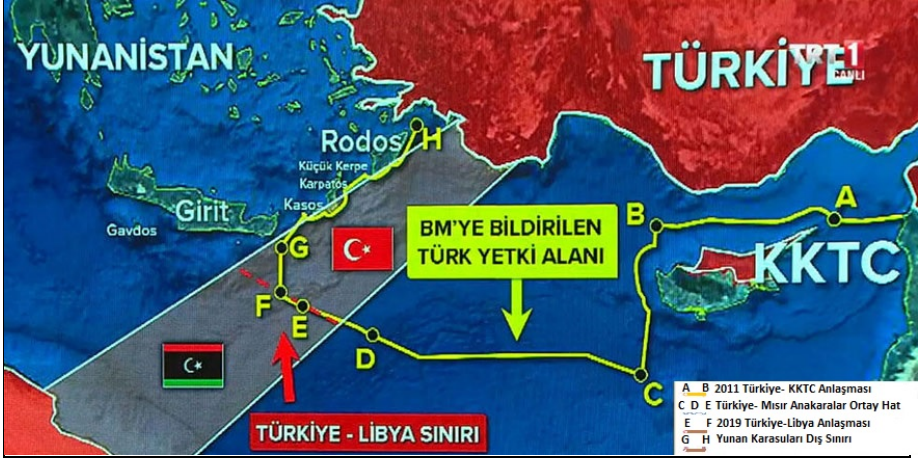 YUNANİSTAN
TÜRKİYE
TRT 1
CANLI
Rodos
H
Küçük Kerpe
Karpatos
Kasos
Girit
Gavdos
G
BM'YE BİLDİRİLEN
TÜRK YETKİ ALANI
B
A
KKTC
F
E
D
C
TÜRKİYE - LİBYA SINIRI
A B 2011 Türkiye- KKTC Anlaşması
C D E Türkiye- Mısır Anakaralar Ortay Hat
E F 2019 Türkiye-Libya Anlaşması
G H Yunan Karasuları Dış Sınırı